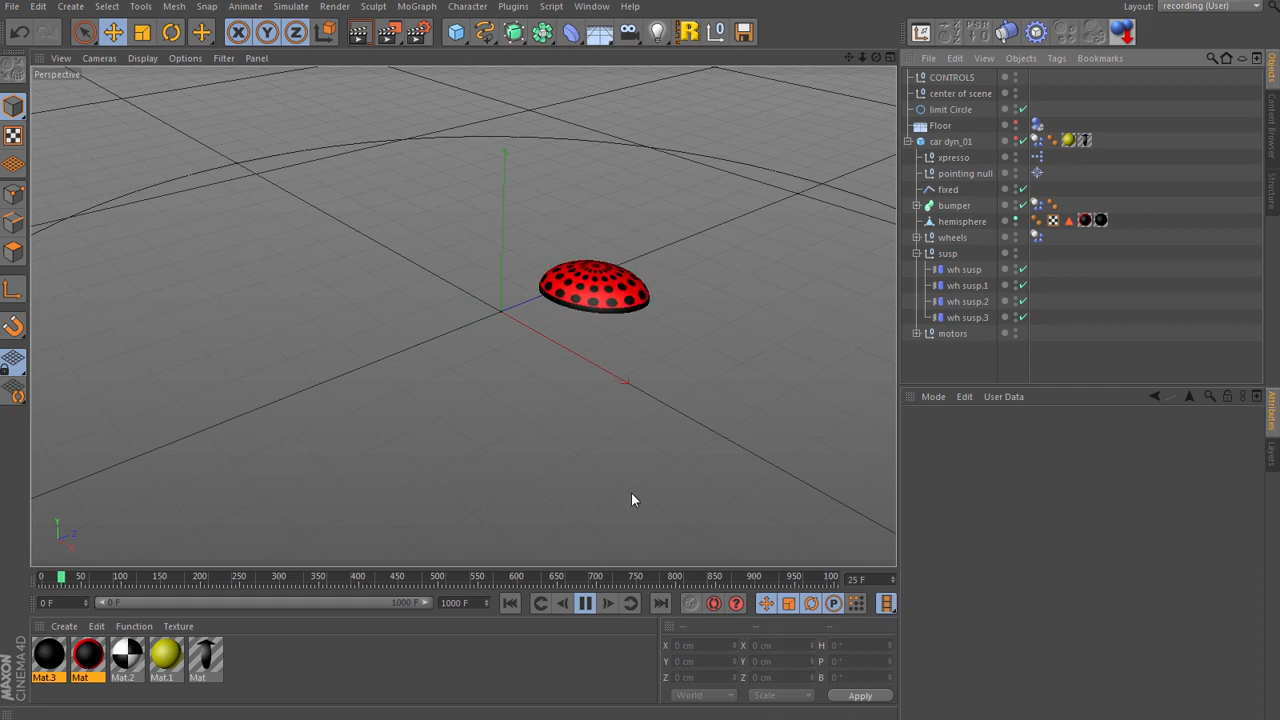 File Edit Create Select Tools Mesh Snap Animate Simulate Render Sculpt MoGraph Character Plugins Script Window Help Layout: recording (User)
View Cameras Display Options Filter Panel
Perspective
File Edit View Objects Tags Bookmarks
CONTROLS
center of scene
limit Circle
Floor
car dyn_01
xpresso
pointing null
fixed
bumper
hemisphere
wheels
susp
wh susp
wh susp.1
wh susp.2
wh susp.3
motors
Objects
Content Browser
Structure
Mode Edit User Data
Attributes
Layers
Y
Z
X
0 50 100 150 200 250 300 350 400 450 500 550 600 650 700 750 800 850 900 950 100 25 F
0 F 0 F 1000 F 1000 F
Create Edit Function Texture
Mat.3 Mat Mat.2 Mat.1 Mat
-- -- --
X 0 cm X 0 cm H 0 °
Y 0 cm Y 0 cm P 0 °
Z 0 cm Z 0 cm B 0 °
World Scale Apply
MAXON
CINEMA 4D